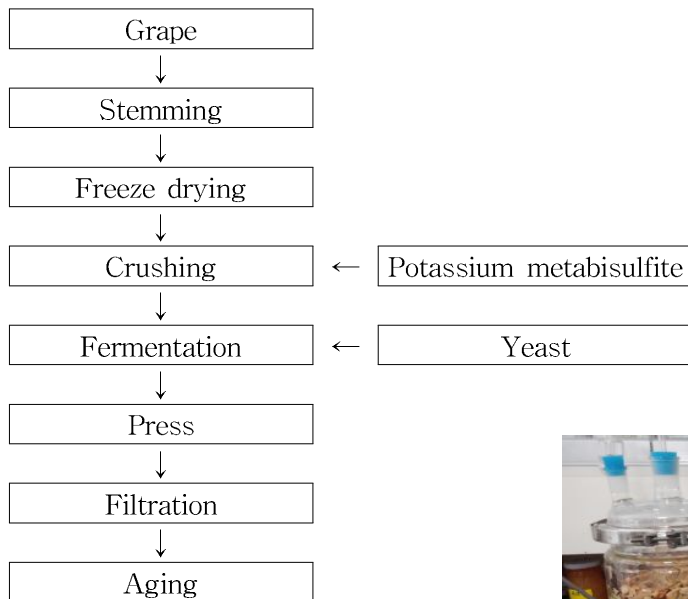 Grape
Stemming
Freeze drying
Crushing
Potassium metabisulfite
Fermentation
Yeast
Press
Filtration
Aging